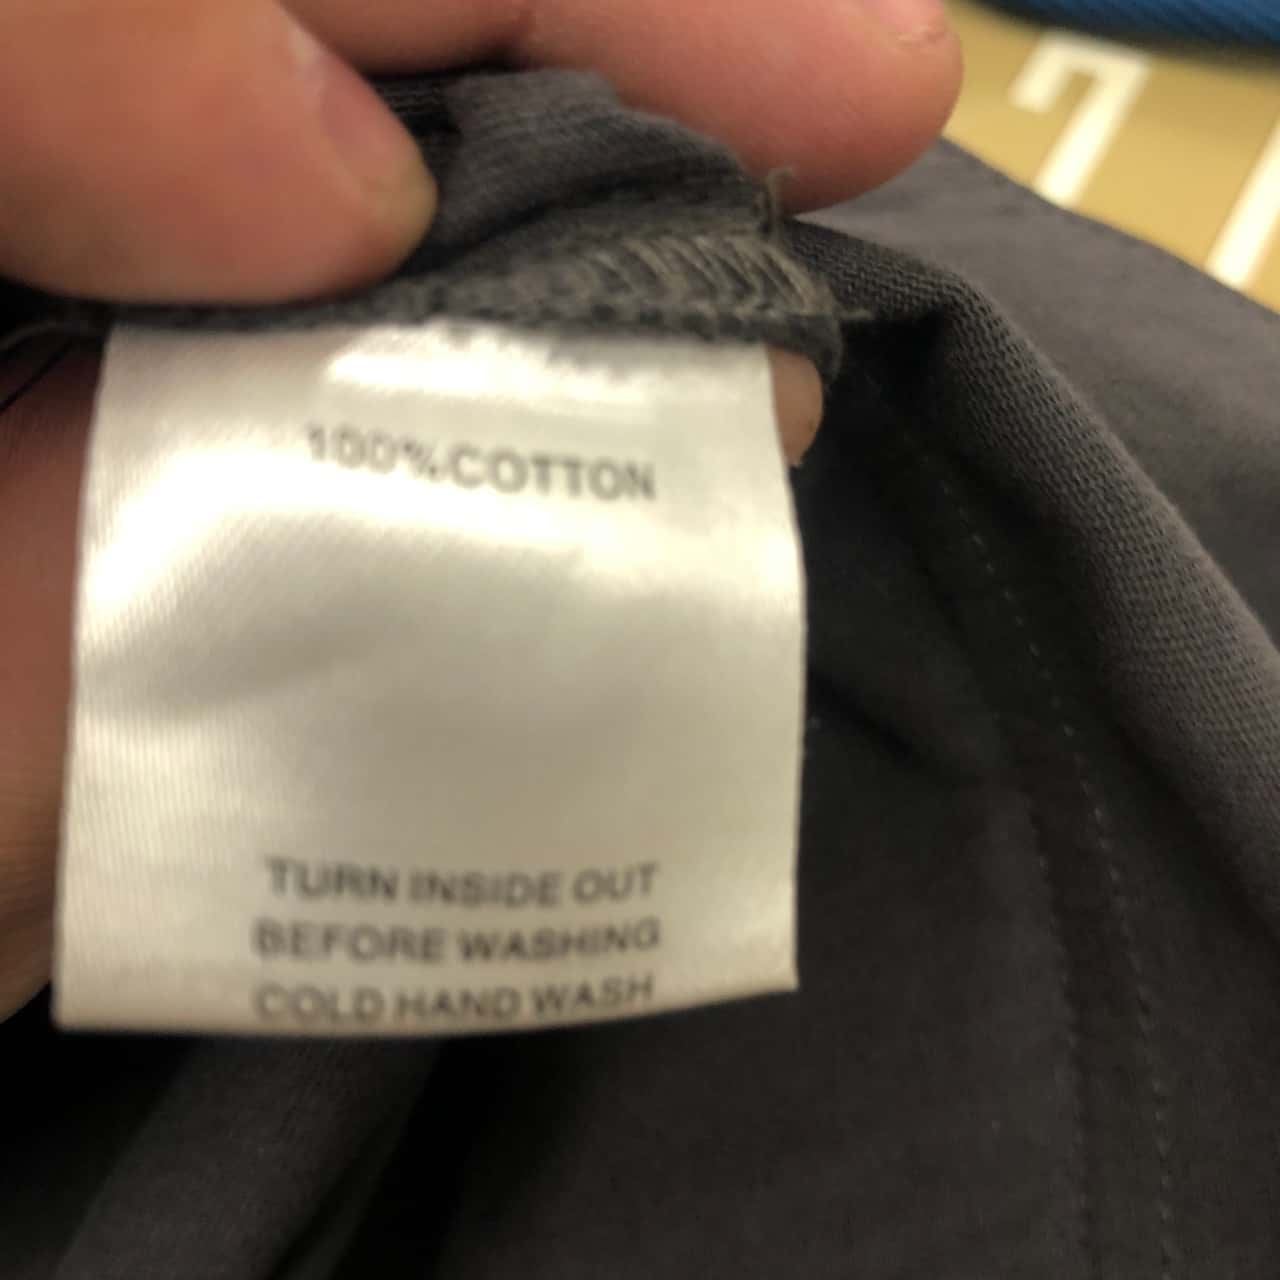 100%COTTON
TURN INSIDE OUT
BEFORE WASHING
COLD HAND WASH